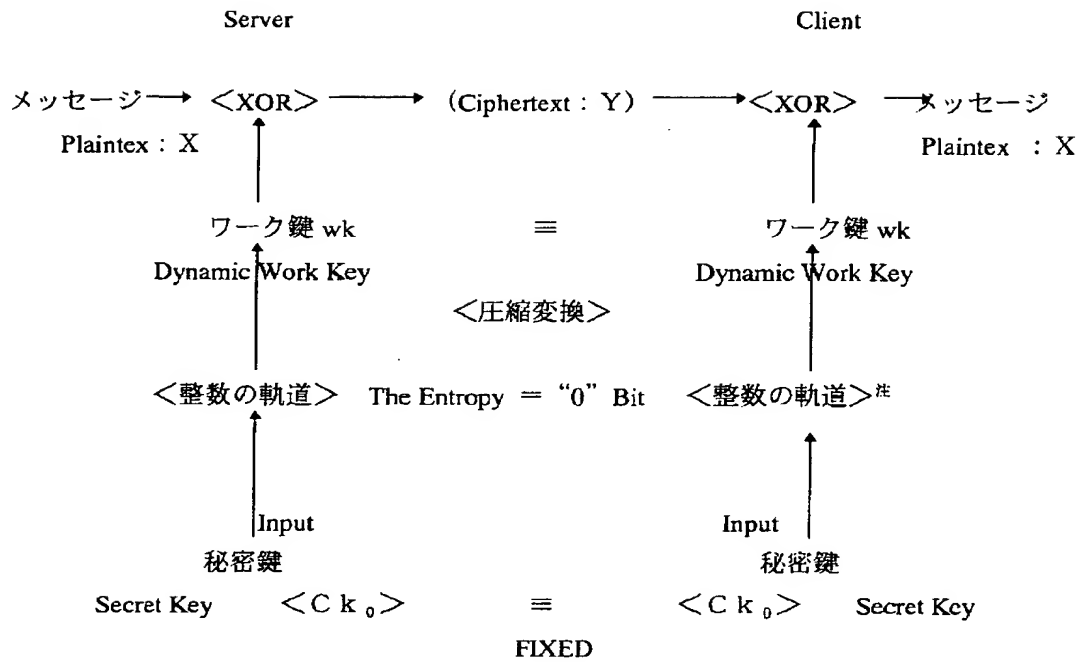 Server Client
メッセージ <XOR> (Ciphertext : Y) <XOR> メッセージ
Plaintex : X Plaintex : X
ワーク鍵 wk ≡ ワーク鍵 wk
Dynamic Work Key Dynamic Work Key
<圧縮変換>
<整数の軌道> The Entropy = “0” Bit <整数の軌道>注
Input Input
秘密鍵 秘密鍵
Secret Key <Ck₀> ≡ <Ck₀> Secret Key
FIXED